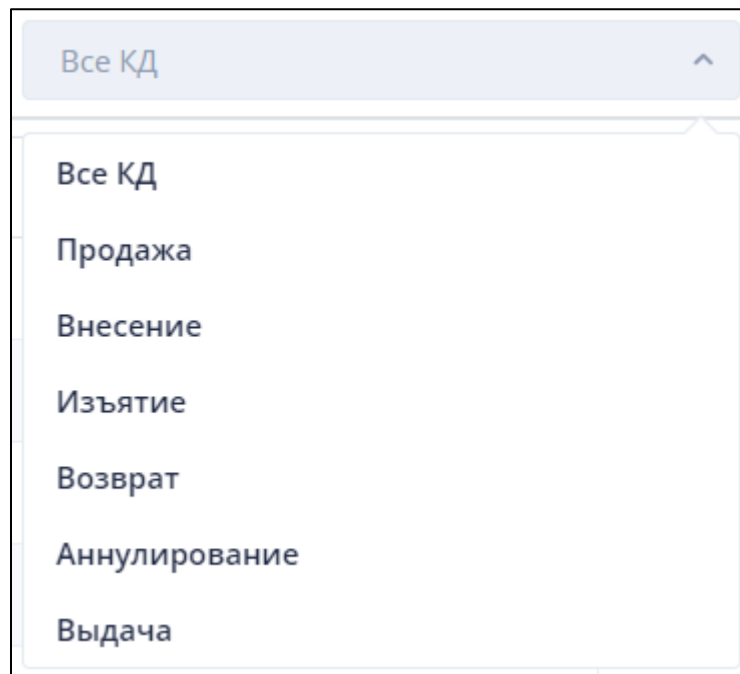 Все КД
Все КД
Продажа
Внесение
Изъятие
Возврат
Аннулирование
Выдача